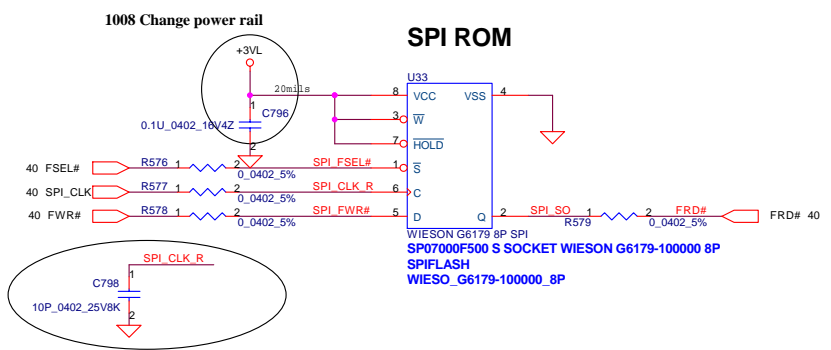 1008 Change power rail
SPI ROM
+3VL
U33
20mils
8 VCC VSS 4
1
C796
3 W
0.1U_0402_16V4Z
2
7 HOLD
40 FSEL# R576 1 2 SPI_FSEL# 1 S
0_0402_5%
40 SPI_CLK R577 1 2 SPI_CLK_R 6 C
0_0402_5%
40 FWR# R578 1 2 SPI_FWR# 5 D Q 2 SPI_SO 1 2 FRD# FRD# 40
0_0402_5% R579 0_0402_5%
WIESON G6179 8P SPI
SP07000F500 S SOCKET WIESON G6179-100000 8P
SPIFLASH
WIESO_G6179-100000_8P
SPI_CLK_R
1
C798
10P_0402_25V8K
2